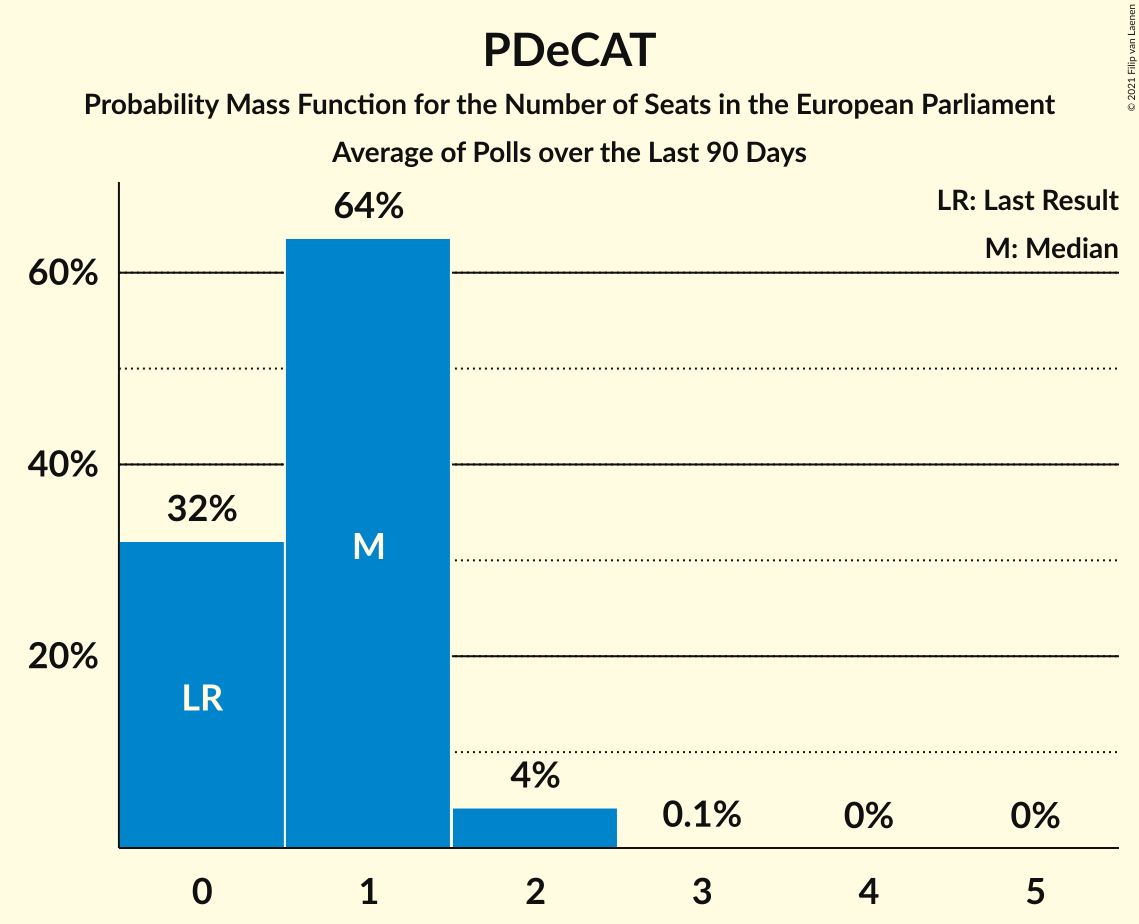 PDeCAT
Probability Mass Function for the Number of Seats in the European Parliament
Average of Polls over the Last 90 Days
© 2021 Filip van Laenen
LR: Last Result
M: Median
64%
60%
40%
32%
M
20%
LR
4%
0.1%
0%
0%
0 1 2 3 4 5